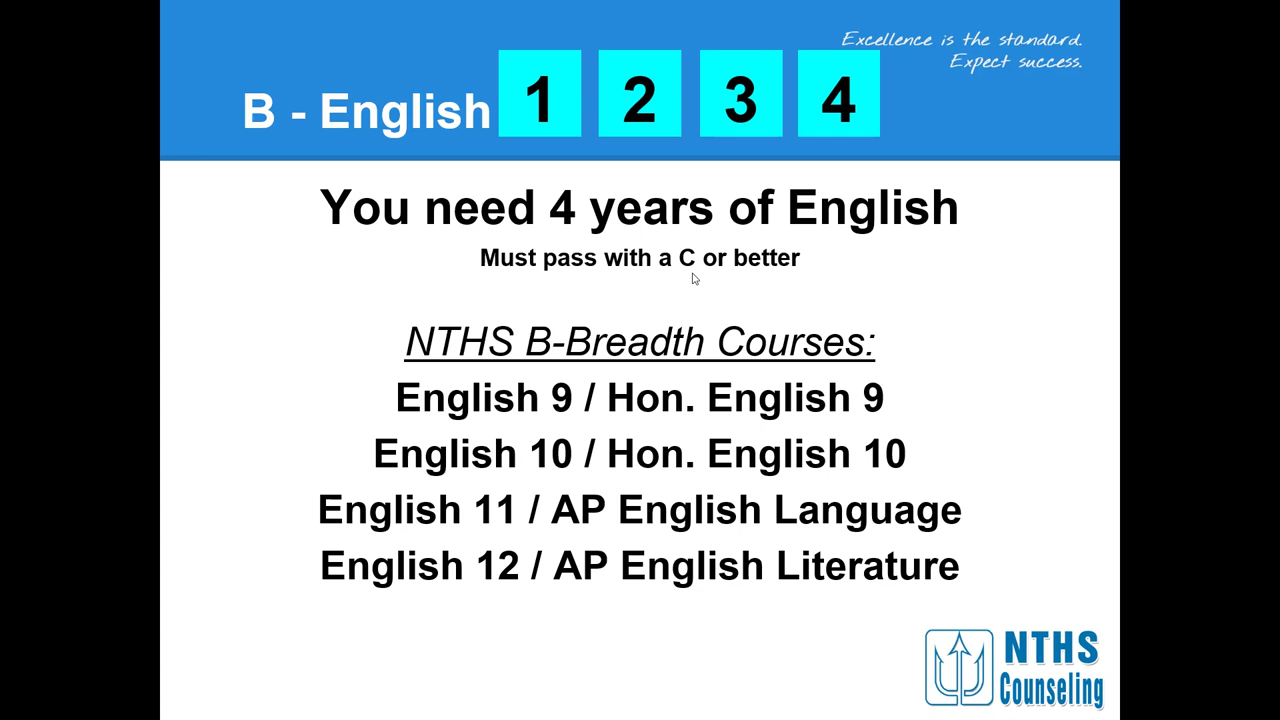 Excellence is the standard.
Expect success.
B - English 1 2 3 4
You need 4 years of English
Must pass with a C or better
NTHS B-Breadth Courses:
English 9 / Hon. English 9
English 10 / Hon. English 10
English 11 / AP English Language
English 12 / AP English Literature
NTHS
Counseling